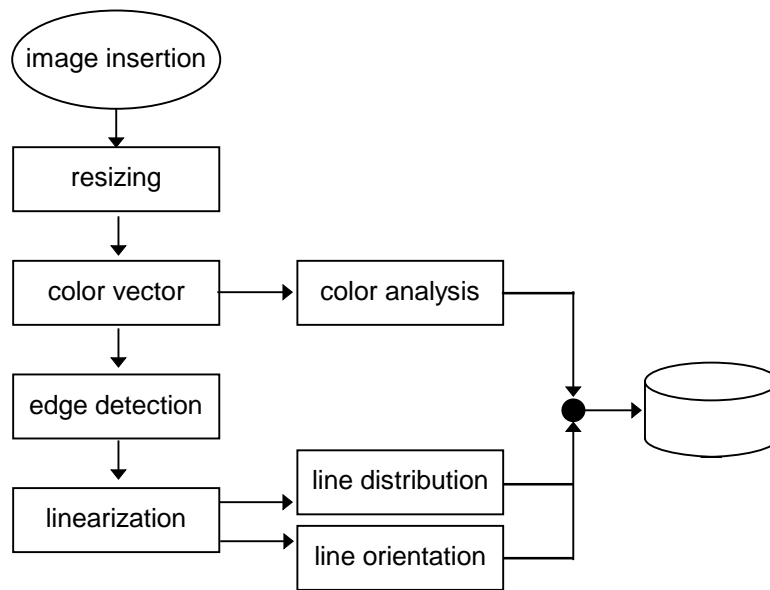 image insertion
resizing
color vector
color analysis
edge detection
line distribution
linearization
line orientation